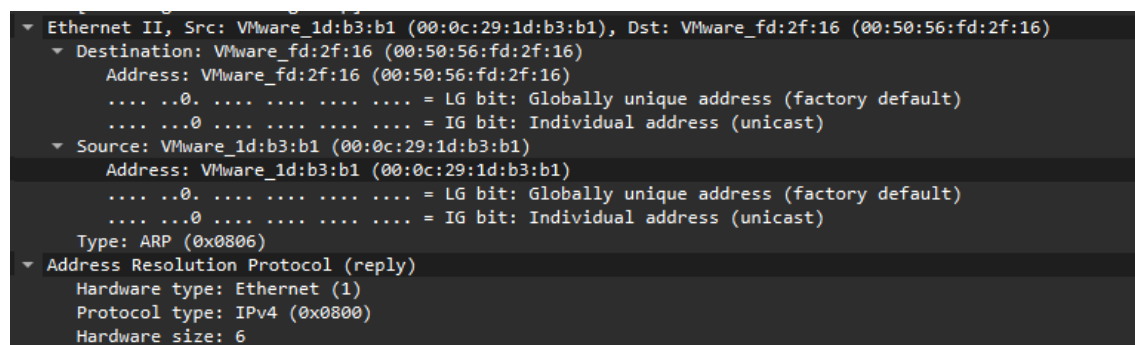 Ethernet II, Src: VMware_1d:b3:b1 (00:0c:29:1d:b3:b1), Dst: VMware_fd:2f:16 (00:50:56:fd:2f:16)
Destination: VMware_fd:2f:16 (00:50:56:fd:2f:16)
Address: VMware_fd:2f:16 (00:50:56:fd:2f:16)
.... ..0. .... .... .... .... = LG bit: Globally unique address (factory default)
.... ...0 .... .... .... .... = IG bit: Individual address (unicast)
Source: VMware_1d:b3:b1 (00:0c:29:1d:b3:b1)
Address: VMware_1d:b3:b1 (00:0c:29:1d:b3:b1)
.... ..0. .... .... .... .... = LG bit: Globally unique address (factory default)
.... ...0 .... .... .... .... = IG bit: Individual address (unicast)
Type: ARP (0x0806)
Address Resolution Protocol (reply)
Hardware type: Ethernet (1)
Protocol type: IPv4 (0x0800)
Hardware size: 6